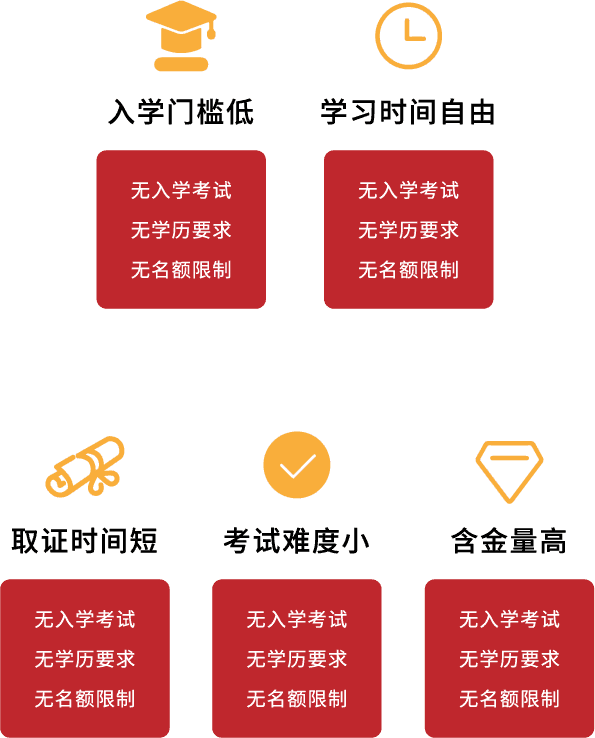 入学门槛低
无入学考试
无学历要求
无名额限制
学习时间自由
无入学考试
无学历要求
无名额限制
取证时间短
无入学考试
无学历要求
无名额限制
考试难度小
无入学考试
无学历要求
无名额限制
含金量高
无入学考试
无学历要求
无名额限制